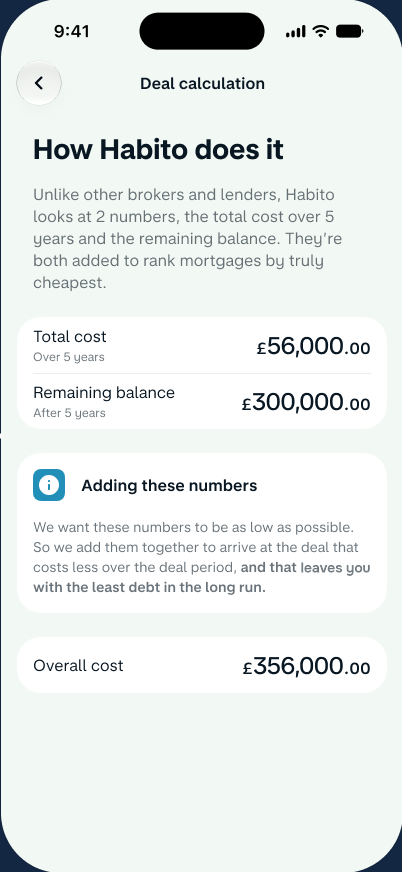 9:41
Deal calculation
How Habito does it
Unlike other brokers and lenders, Habito
looks at 2 numbers, the total cost over 5
years and the remaining balance. They're
both added to rank mortgages by truly
cheapest.
Total cost
£56,000.00
Over 5 years
Remaining balance
£300,000.00
After 5 years
Adding these numbers
We want these numbers to be as low as possible.
So we add them together to arrive at the deal that
costs less over the deal period, and that leaves you
with the least debt in the long run.
Overall cost
£356,000.00